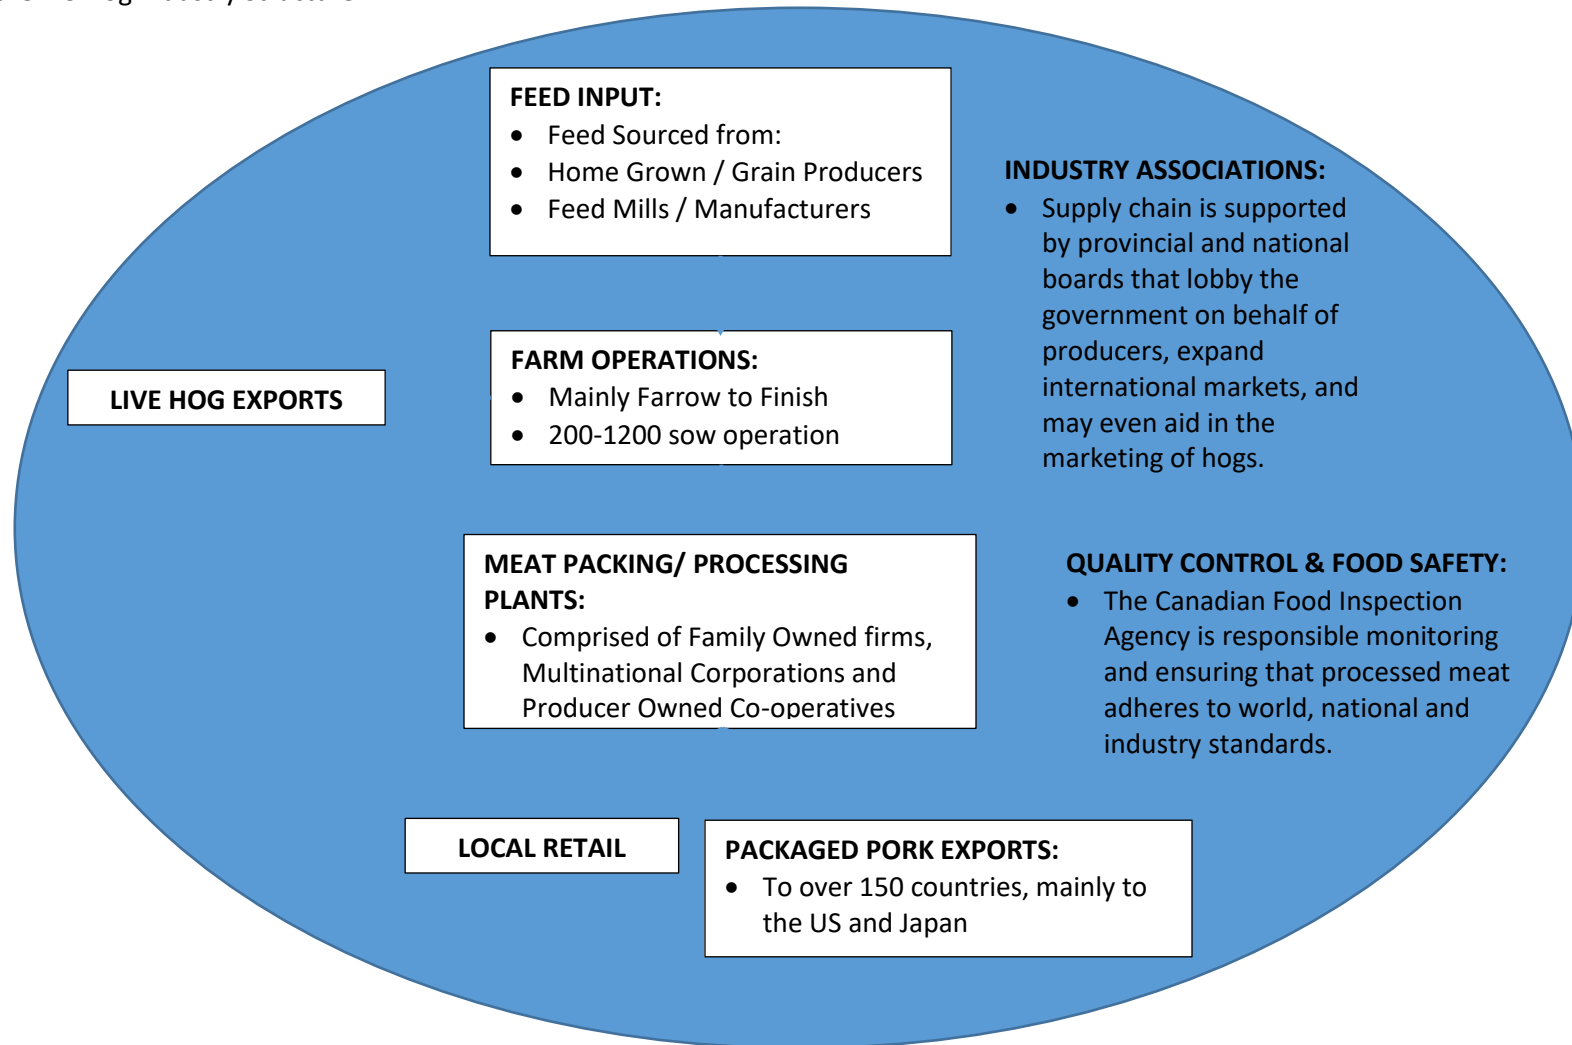 FEED INPUT:
• Feed Sourced from:
• Home Grown / Grain Producers
• Feed Mills / Manufacturers
INDUSTRY ASSOCIATIONS:
• Supply chain is supported
by provincial and national
boards that lobby the
government on behalf of
producers, expand
international markets, and
may even aid in the
marketing of hogs.
FARM OPERATIONS:
• Mainly Farrow to Finish
• 200-1200 sow operation
LIVE HOG EXPORTS
MEAT PACKING/ PROCESSING
PLANTS:
• Comprised of Family Owned firms,
Multinational Corporations and
Producer Owned Co-operatives
QUALITY CONTROL & FOOD SAFETY:
• The Canadian Food Inspection
Agency is responsible monitoring
and ensuring that processed meat
adheres to world, national and
industry standards.
LOCAL RETAIL
PACKAGED PORK EXPORTS:
• To over 150 countries, mainly to
the US and Japan